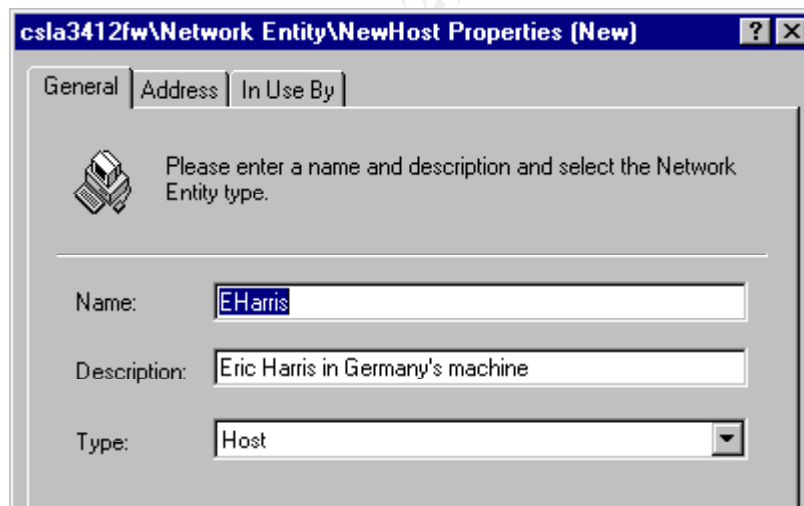 csla3412fw\Network Entity\NewHost Properties (New)
General Address In Use By
Please enter a name and description and select the Network
Entity type.
Name: EHarris
Description: Eric Harris in Germany's machine
Type: Host